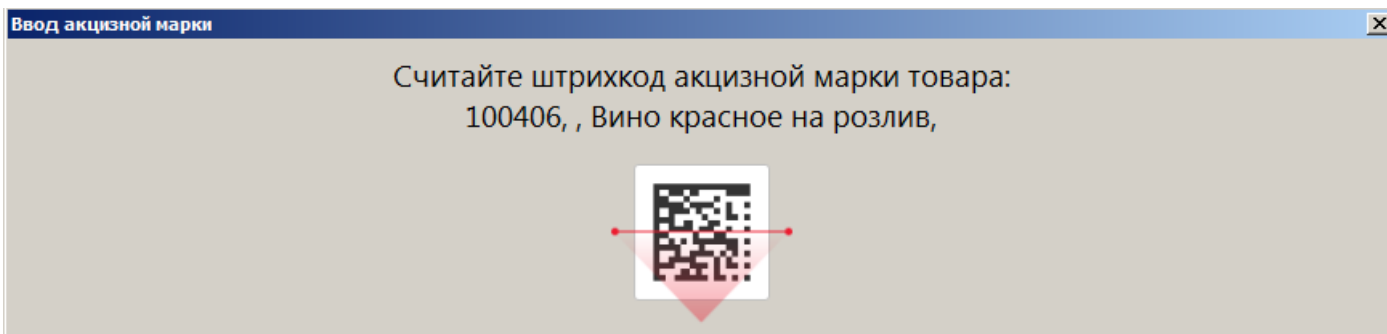 Ввод акцизной марки
Считайте штрихкод акцизной марки товара:
100406, , Вино красное на розлив,